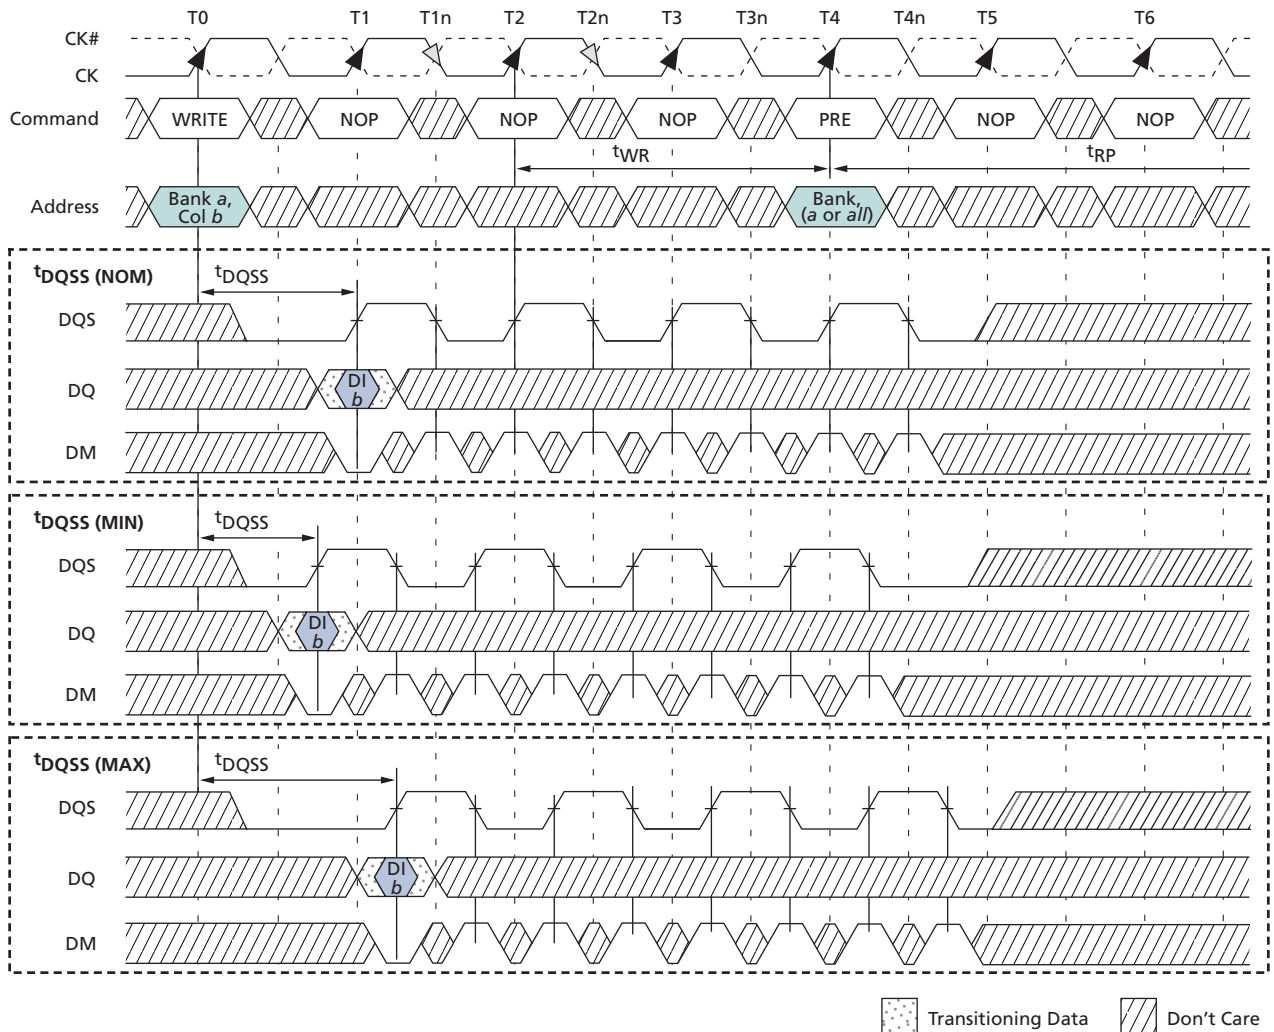 T0 T1 T1n T2 T2n T3 T3n T4 T4n T5 T6
CK#
CK
Command WRITE NOP NOP NOP PRE NOP NOP
tWR tRP
Address Bank a, Col b Bank, (a or all)
tDQSS (NOM) tDQSS
DQS
DQ DI b
DM
tDQSS (MIN) tDQSS
DQS
DQ DI b
DM
tDQSS (MAX) tDQSS
DQS
DQ DI b
DM
Transitioning Data Don't Care